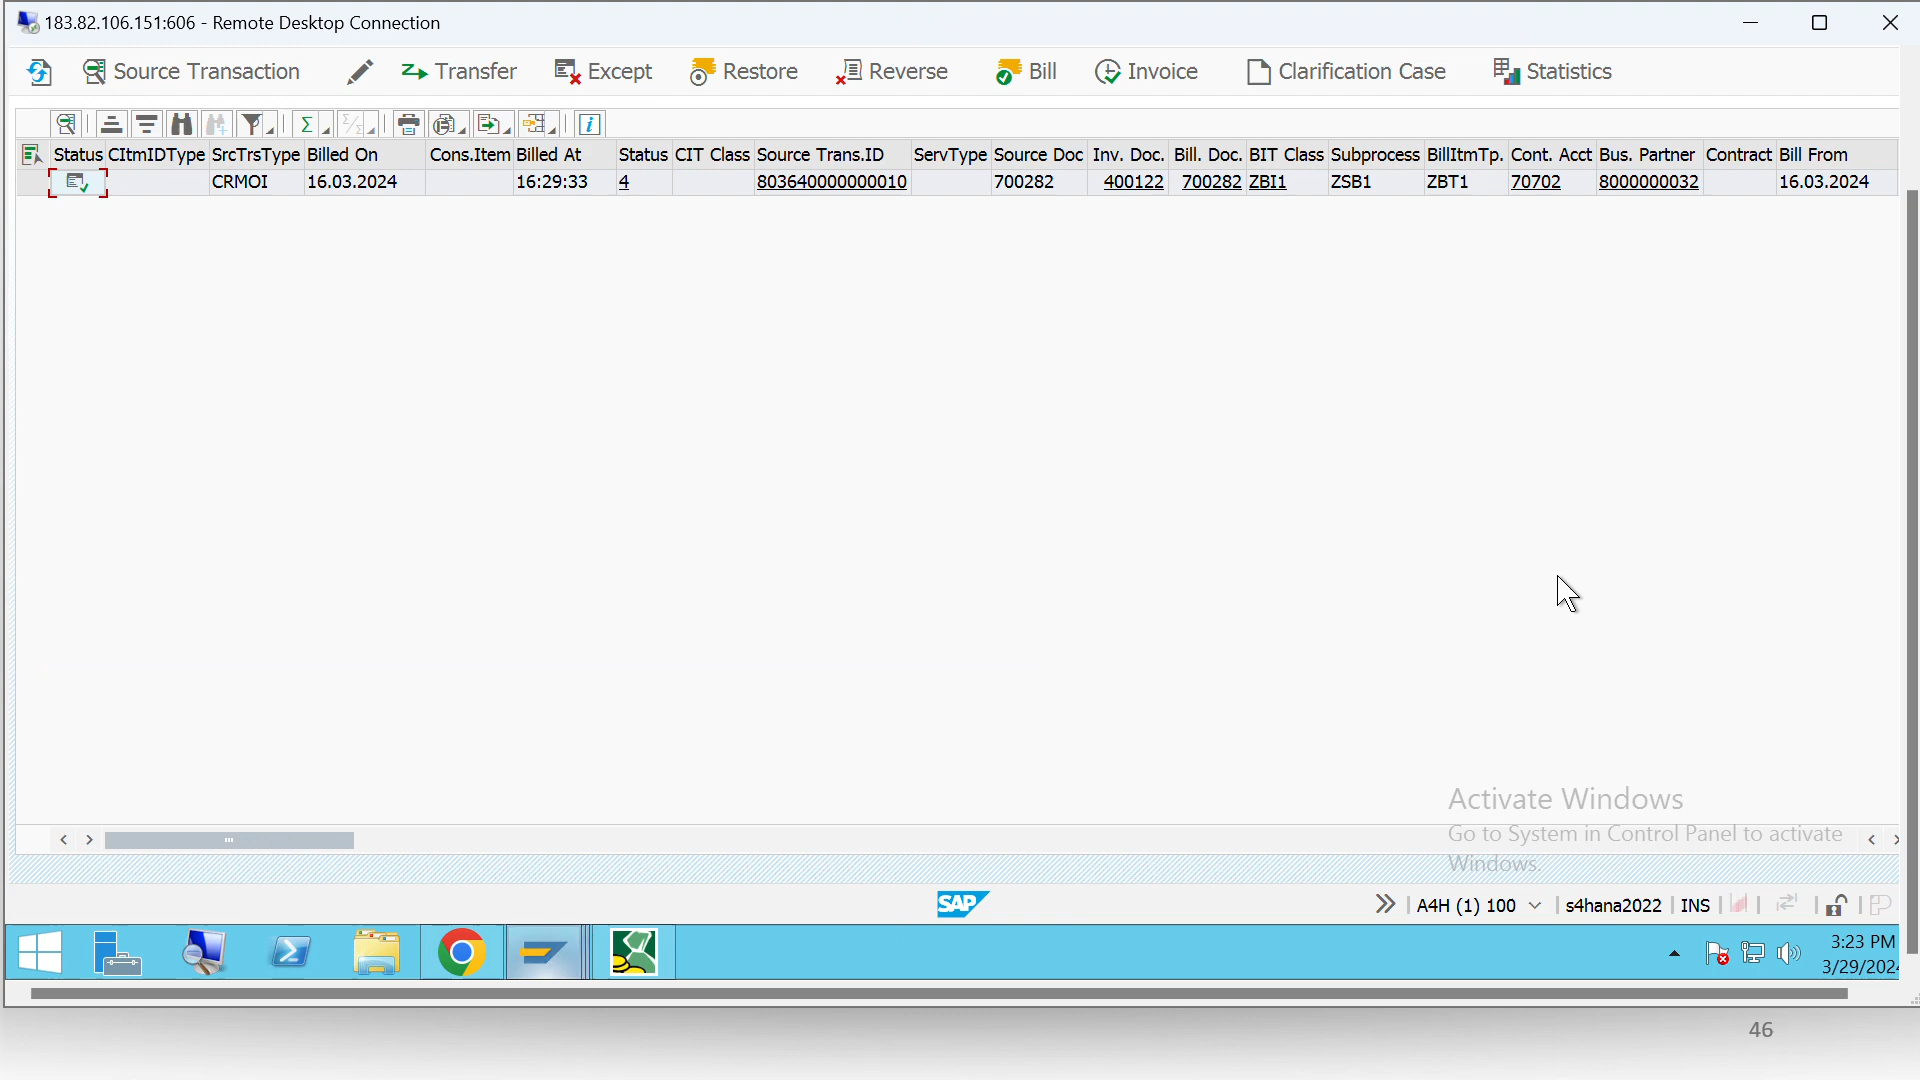 183.82.106.151:606 - Remote Desktop Connection
Source Transaction Transfer Except Restore Reverse Bill Invoice Clarification Case Statistics
Status CItmIDType SrcTrsType Billed On Cons.Item Billed At Status CIT Class Source Trans.ID ServType Source Doc Inv. Doc. Bill. Doc. BIT Class Subprocess BillItmTp. Cont. Acct Bus. Partner Contract Bill From
CRMOI 16.03.2024 16:29:33 4 803640000000010 700282 400122 700282 ZBI1 ZSB1 ZBT1 70702 8000000032 16.03.2024
Activate Windows
Go to System in Control Panel to activate
Windows.
SAP A4H (1) 100 s4hana2022 INS
3:23 PM
3/29/202
46